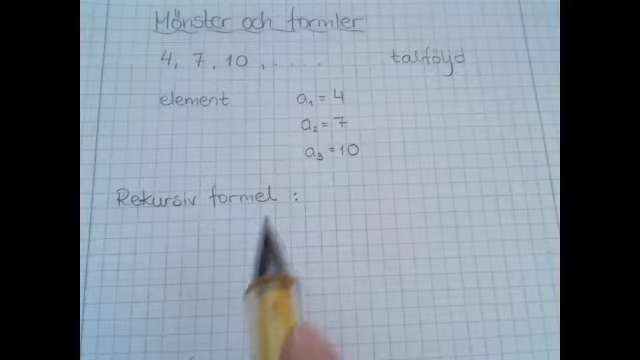 Mönster och formler
4, 7, 10, . . . . talföljd
element a₁ = 4
a₂ = 7
a₃ = 10
Rekursiv formel :